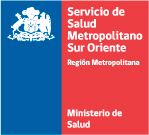 Servicio de
Salud
Metropolitano
Sur Oriente
Región Metropolitana
Ministerio de
Salud